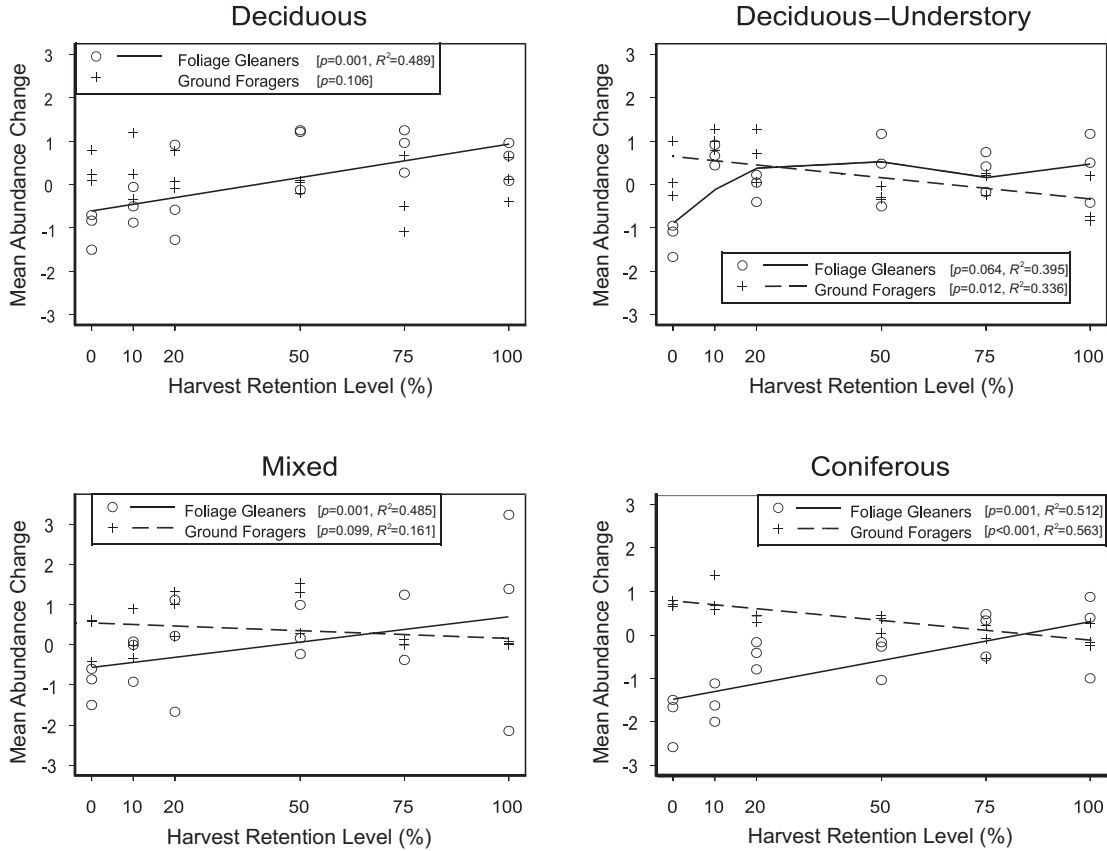 Deciduous
Foliage Gleaners [p=0.001, R²=0.489]
Ground Foragers [p=0.106]
Mean Abundance Change
3
2
1
0
-1
-2
-3
0 10 20 50 75 100
Harvest Retention Level (%)
Deciduous–Understory
Mean Abundance Change
3
2
1
0
-1
-2
-3
Foliage Gleaners [p=0.064, R²=0.395]
Ground Foragers [p=0.012, R²=0.336]
0 10 20 50 75 100
Harvest Retention Level (%)
Mixed
Foliage Gleaners [p=0.001, R²=0.485]
Ground Foragers [p=0.099, R²=0.161]
Mean Abundance Change
3
2
1
0
-1
-2
-3
0 10 20 50 75 100
Harvest Retention Level (%)
Coniferous
Foliage Gleaners [p=0.001, R²=0.512]
Ground Foragers [p<0.001, R²=0.563]
Mean Abundance Change
3
2
1
0
-1
-2
-3
0 10 20 50 75 100
Harvest Retention Level (%)